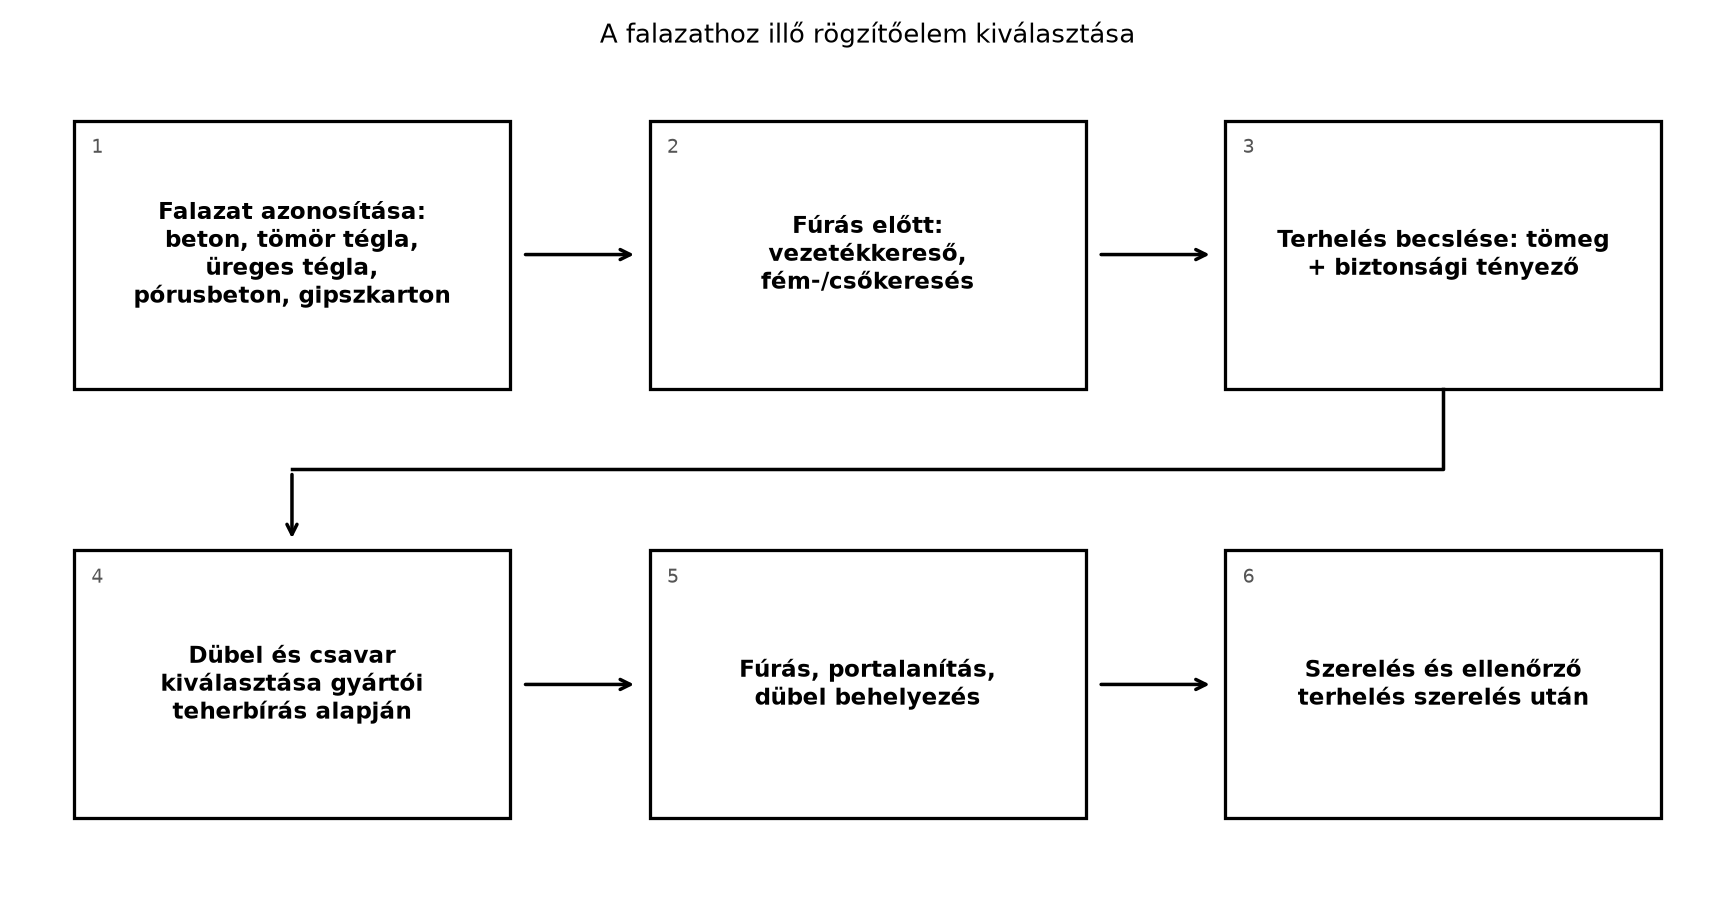 A falazathoz illő rögzítőelem kiválasztása
1
Falazat azonosítása:
beton, tömör tégla,
üreges tégla,
pórusbeton, gipszkarton
2
Fúrás előtt:
vezetékkereső,
fém-/csőkeresés
3
Terhelés becslése: tömeg
+ biztonsági tényező
4
Dübel és csavar
kiválasztása gyártói
teherbírás alapján
5
Fúrás, portalanítás,
dübel behelyezés
6
Szerelés és ellenőrző
terhelés szerelés után